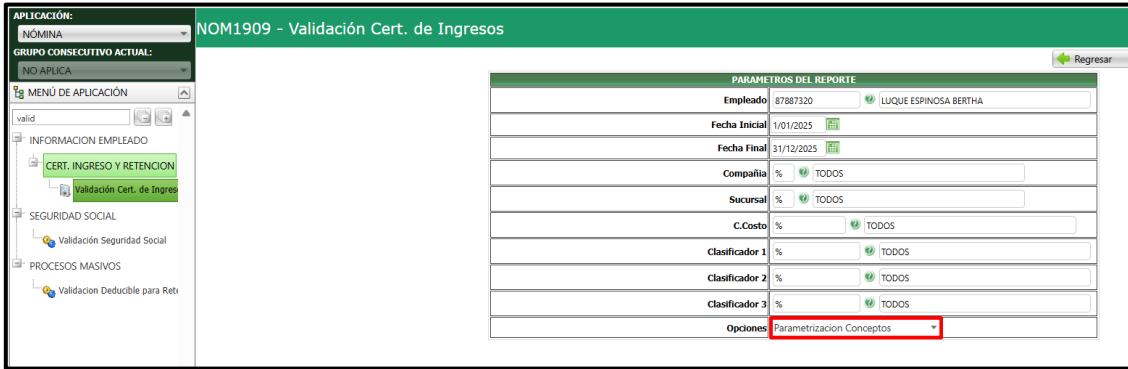 APLICACIÓN:
NÓMINA
GRUPO CONSECUTIVO ACTUAL:
NO APLICA
MENÚ DE APLICACIÓN
valid
INFORMACION EMPLEADO
CERT. INGRESO Y RETENCION
Validación Cert. de Ingres
SEGURIDAD SOCIAL
Validación Seguridad Social
PROCESOS MASIVOS
Validacion Deducible para Rete
NOM1909 - Validación Cert. de Ingresos
Regresar
PARAMETROS DEL REPORTE
Empleado 87887320 LUQUE ESPINOSA BERTHA
Fecha Inicial 1/01/2025
Fecha Final 31/12/2025
Compañia % TODOS
Sucursal % TODOS
C.Costo % TODOS
Clasificador 1 % TODOS
Clasificador 2 % TODOS
Clasificador 3 % TODOS
Opciones Parametrizacion Conceptos